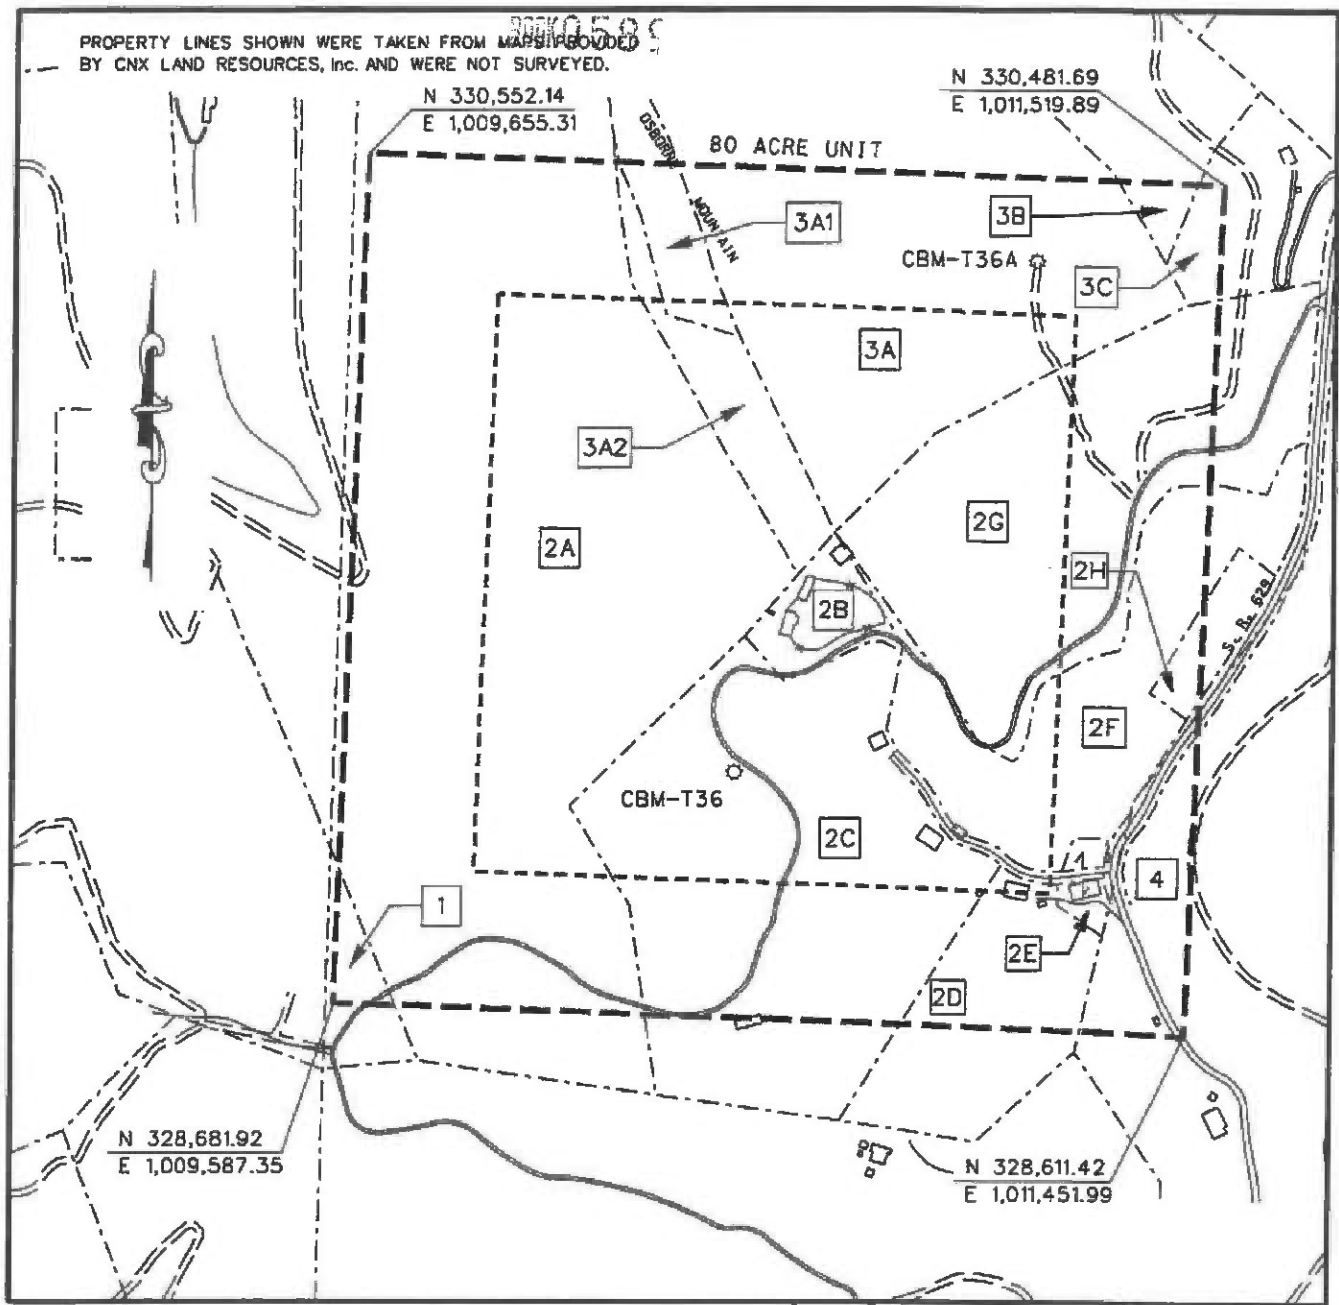 BOOK 0589
PROPERTY LINES SHOWN WERE TAKEN FROM MAPS PROVIDED
BY CNX LAND RESOURCES, Inc. AND WERE NOT SURVEYED.
N 330,552.14
E 1,009,655.31
N 330,481.69
E 1,011,519.89
80 ACRE UNIT
OSBORN
MOUNTAIN
3A1
3B
CBM-T36A
3C
3A
3A2
2G
2A
2H
2B
S. R. 629
2F
CBM-T36
2C
1
4
1
2E
2D
N 328,681.92
E 1,009,587.35
N 328,611.42
E 1,011,451.99